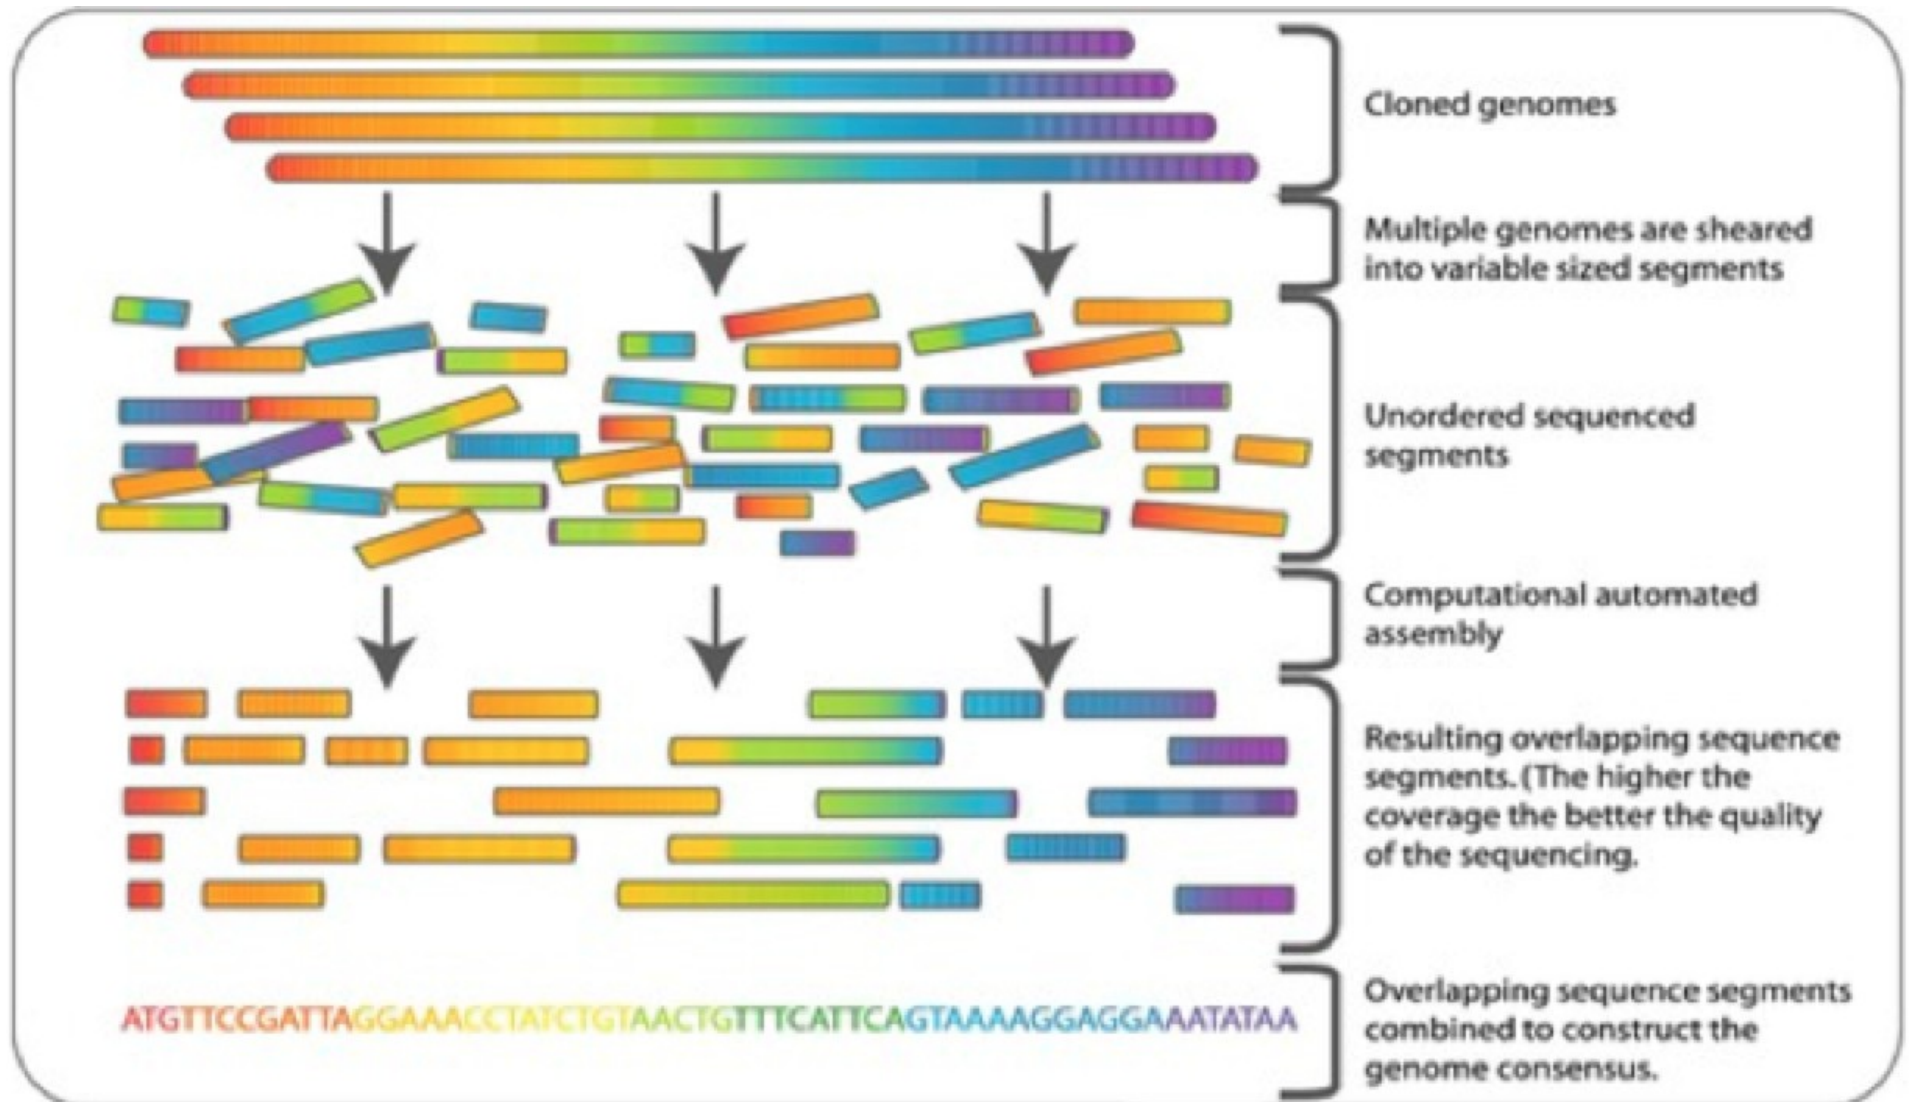 Cloned genomes
Multiple genomes are sheared
into variable sized segments
Unordered sequenced
segments
Computational automated
assembly
Resulting overlapping sequence
segments. (The higher the
coverage the better the quality
of the sequencing.
ATGTTCCGATTAGGAAACCTATCTGTAACTGTTTCATTCAGTAAAAGGAGGAAATATAA
Overlapping sequence segments
combined to construct the
genome consensus.